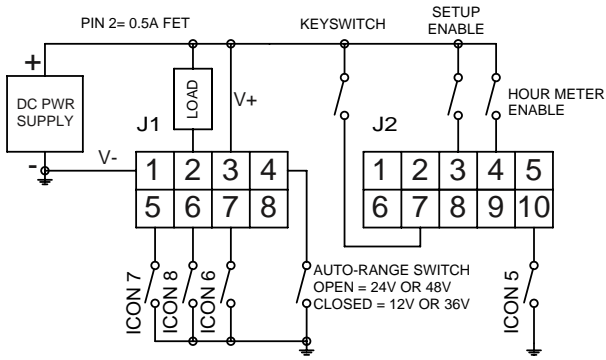 PIN 2= 0.5A FET
KEYSWITCH
SETUP
ENABLE
+
DC PWR
SUPPLY
-
V-
LOAD
V+
HOUR METER
ENABLE
J1
J2
1 2 3 4
5 6 7 8
1 2 3 4 5
6 7 8 9 10
ICON 7
ICON 8
ICON 6
AUTO-RANGE SWITCH
OPEN = 24V OR 48V
CLOSED = 12V OR 36V
ICON 5